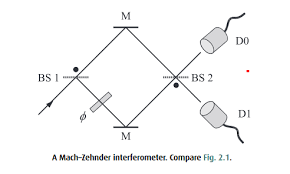 M
D0
BS 1
BS 2
ϕ
D1
M
A Mach–Zehnder interferometer. Compare Fig. 2.1.